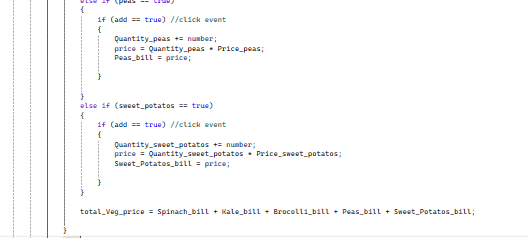 else if (peas == true)
{
if (add == true) //click event
{
Quantity_peas += number;
price = Quantity_peas * Price_peas;
Peas_bill = price;
}
}
else if (sweet_potatos == true)
{
if (add == true) //click event
{
Quantity_sweet_potatos += number;
price = Quantity_sweet_potatos * Price_sweet_potatos;
Sweet_Potatos_bill = price;
}
}
total_Veg_price = Spinach_bill + Kale_bill + Brocolli_bill + Peas_bill + Sweet_Potatos_bill;
}